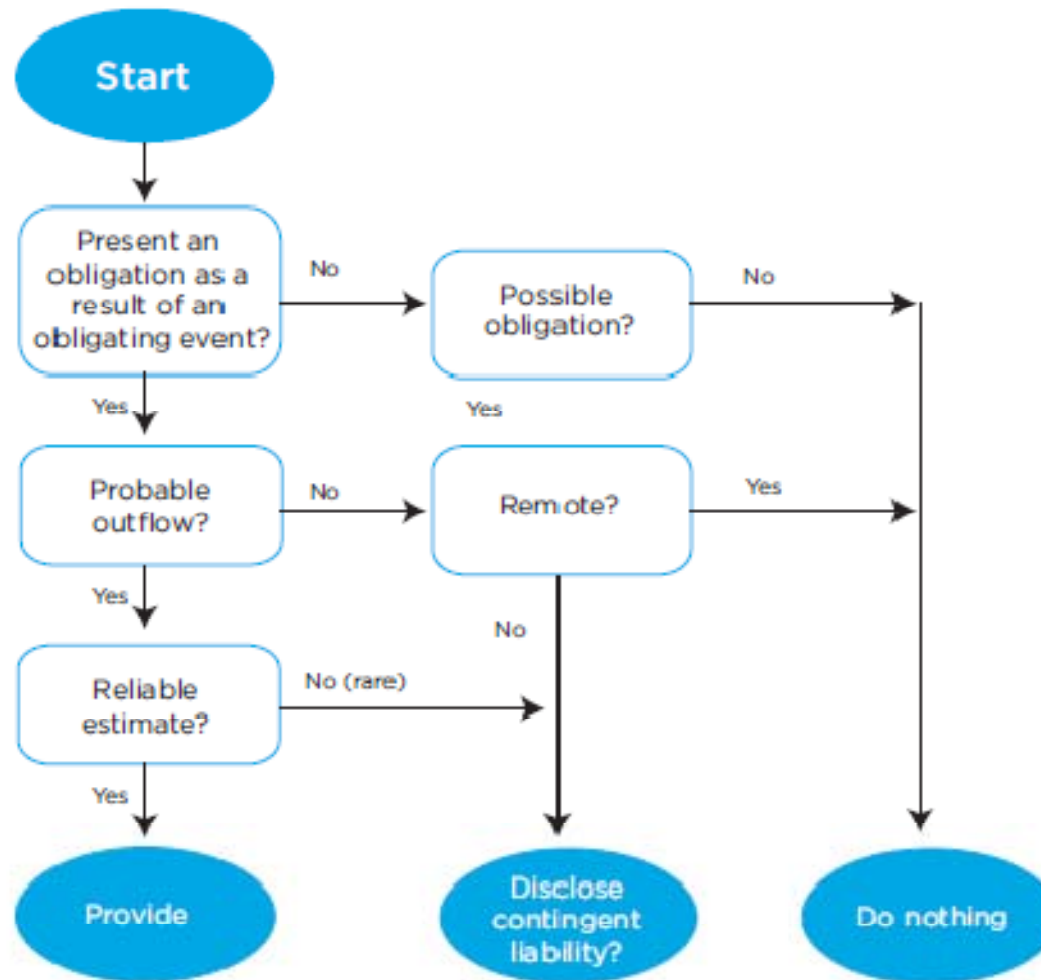 Start
Present an
obligation as a
result of an
obligating event?
No
Possible
obligation?
No
Yes
Yes
Probable
outflow?
No
Remote?
Yes
Yes
No
Reliable
estimate?
No (rare)
Yes
Provide
Disclose
contingent
liability?
Do nothing